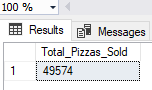 100 %
Results Messages
Total_Pizzas_Sold
1 49574